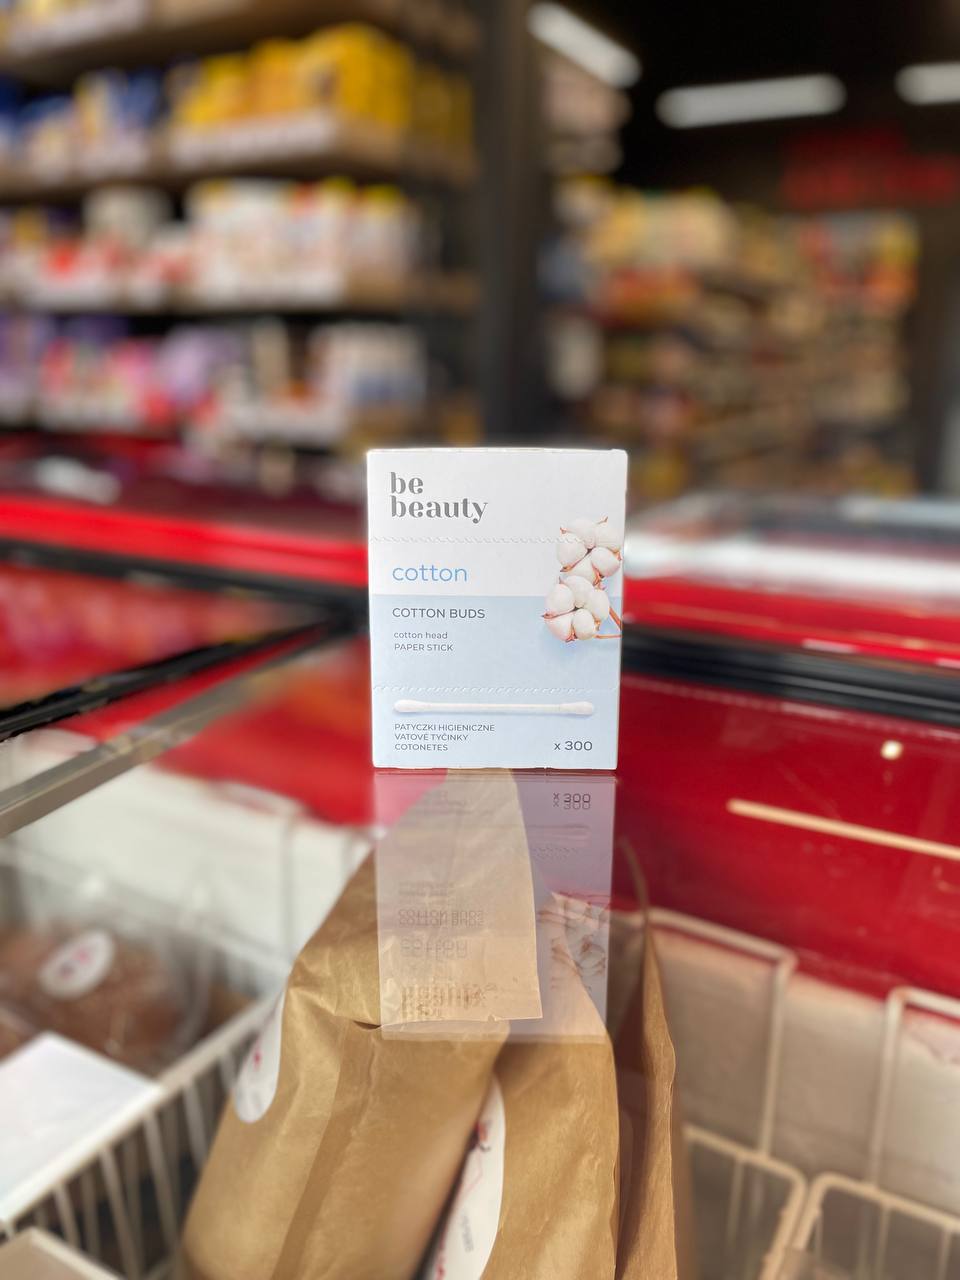 be
beauty
cotton
COTTON BUDS
cotton head
PAPER STICK
PATYCZKI HIGIENICZNE
VATOVÉ TYČINKY
COTONETES
x 300